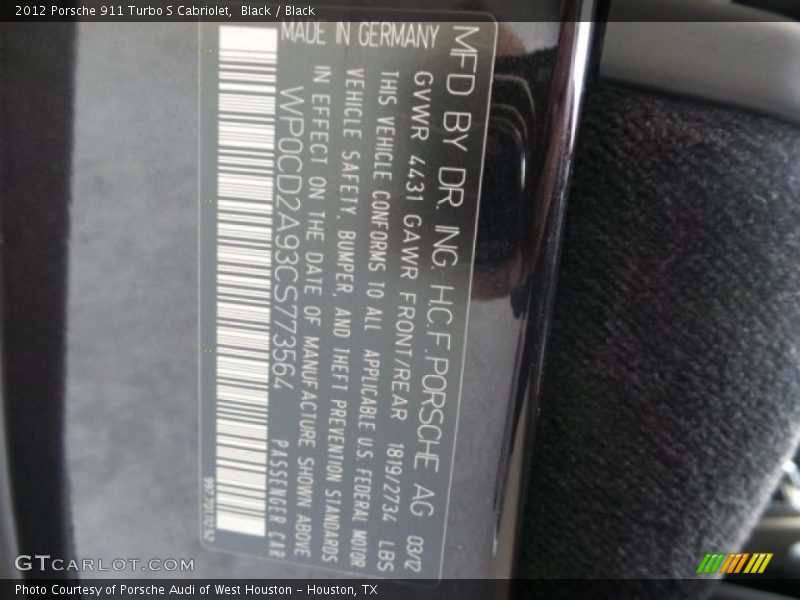 2012 Porsche 911 Turbo S Cabriolet,  Black / Black
MFD BY DR. ING. H.C.F. PORSCHE AG 03/12
GVWR 4431 GAWR FRONT/REAR 1819/2734 LBS
THIS VEHICLE CONFORMS TO ALL APPLICABLE U.S. FEDERAL MOTOR
VEHICLE SAFETY, BUMPER, AND THEFT PREVENTION STANDARDS
IN EFFECT ON THE DATE OF MANUFACTURE SHOWN ABOVE
WP0CD2A93CS773564 PASSENGER CAR
MADE IN GERMANY
GTCARLOT.COM
Photo Courtesy of Porsche Audi of West Houston – Houston, TX